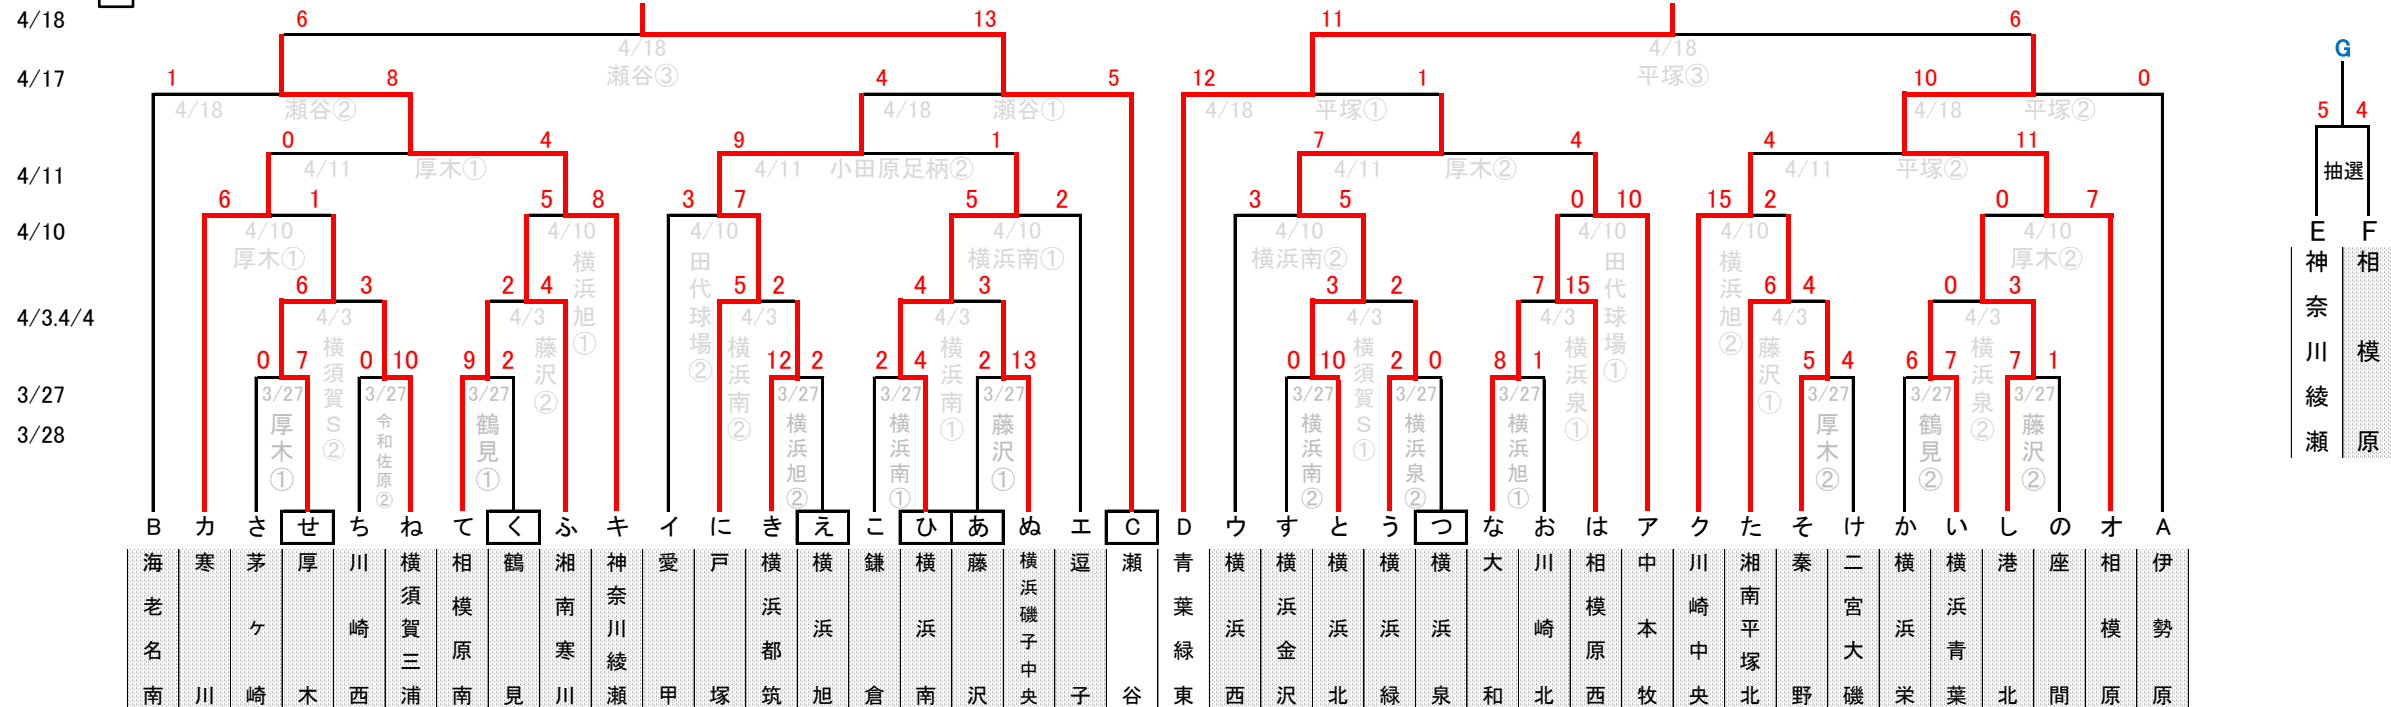 4/18 6 13 11 6
4/18 4/18 G
4/17 1 8 瀬谷③ 4 5 12 1 平塚③ 10 0
4/18 瀬谷② 4/18 瀬谷① 4/18 平塚① 4/18 平塚② 5 4
0 4 9 1 7 4 4 11
4/11 4/11 厚木① 4/11 小田原足柄② 4/11 厚木② 4/11 平塚② 抽選
6 1 5 8 3 7 5 2 3 5 0 10 15 2 0 7
4/10 4/10 4/10 4/10 4/10 4/10 4/10 4/10 4/10 E F
厚木① 横浜旭① 田代球場② 横浜南① 横浜南② 田代球場① 横浜旭② 厚木②
6 3 2 4 5 2 4 3 3 2 7 15 6 4 0 3
4/3.4/4 4/3 4/3 4/3 4/3 4/3 4/3 4/3 4/3
横須賀S② 藤沢② 横浜南② 横浜南① 横須賀S① 横浜泉① 藤沢① 横浜泉②
0 7 0 10 9 2 12 2 2 4 2 13 0 10 2 0 8 1 5 4 6 7 7 1
3/27 3/27 3/27 3/27 3/27 3/27 3/27 3/27 3/27 3/27 3/27 3/27 3/27
3/28
厚木① 令和佐原② 鶴見① 横浜旭② 横浜南① 藤沢① 横浜南② 横浜泉② 横浜旭① 厚木② 鶴見② 藤沢②
B カ さ せ ち ね て く ふ キ イ に き え こ ひ あ ぬ エ C D ウ す と う つ な お は ア ク た そ け か い し の オ A
海老名南
寒川
茅ヶ崎
厚木
川崎西
横須賀三浦
相模原南
鶴見
湘南寒川
神奈川綾瀬
愛甲
戸塚
横浜都筑
横浜旭
鎌倉
横浜南
藤沢
横浜磯子中央
逗子
瀬谷
青葉緑東
横浜西
横浜金沢
横浜北
横浜緑
横浜泉
大和
川崎北
相模原西
中本牧
川崎中央
湘南平塚北
秦野
二宮大磯
横浜栄
横浜青葉
港北
座間
相模原
伊勢原
神奈川綾瀬
相模原